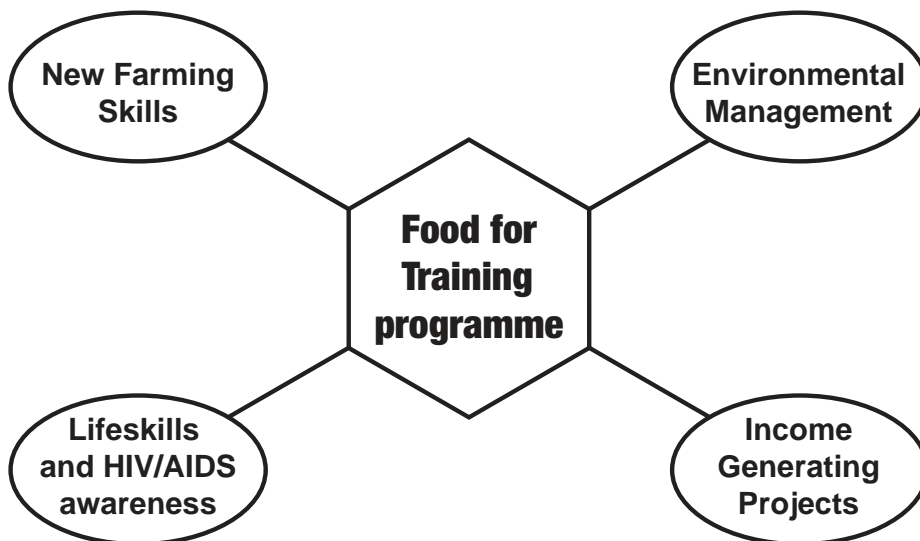 New Farming
Skills
Environmental
Management
Food for
Training
programme
Lifeskills
and HIV/AIDS
awareness
Income
Generating
Projects